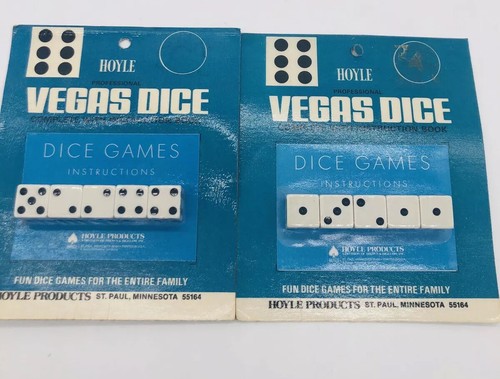 HOYLE
PROFESSIONAL
VEGAS DICE
DICE GAMES
INSTRUCTIONS
HOYLE PRODUCTS
FUN DICE GAMES FOR THE ENTIRE FAMILY
HOYLE PRODUCTS ST. PAUL, MINNESOTA 55164
HOYLE
PROFESSIONAL
VEGAS DICE
INSTRUCTION BOOK
DICE GAMES
INSTRUCTIONS
HOYLE PRODUCTS
FUN DICE GAMES FOR THE ENTIRE FAMILY
HOYLE PRODUCTS ST. PAUL, MINNESOTA 55164